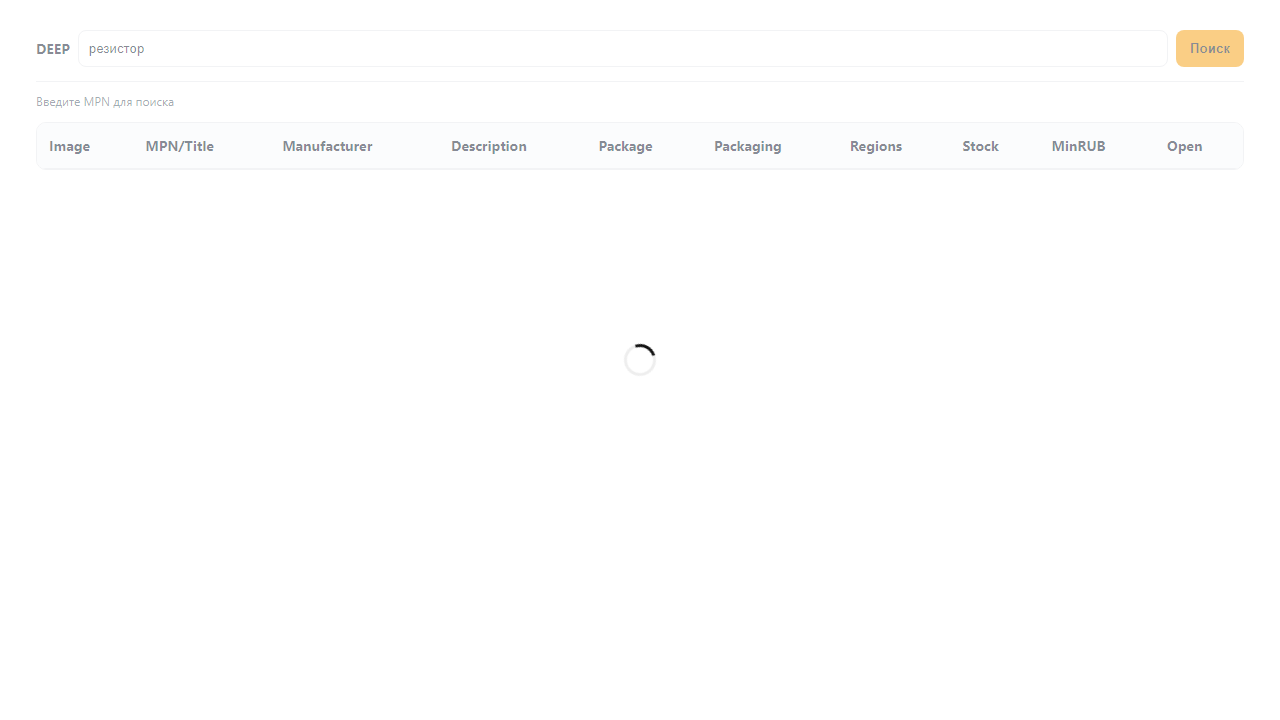 DEEP резистор Поиск
Введите MPN для поиска
Image MPN/Title Manufacturer Description Package Packaging Regions Stock MinRUB Open